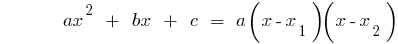 ax² + bx + c = a(x-x₁)(x-x₂)